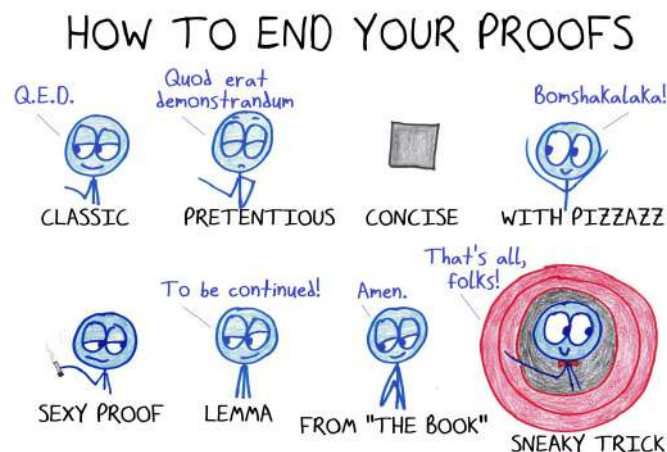 HOW TO END YOUR PROOFS
Q.E.D.
CLASSIC
Quod erat
demonstrandum
PRETENTIOUS
CONCISE
Bomshakalaka!
WITH PIZZAZZ
SEXY PROOF
To be continued!
LEMMA
Amen.
FROM "THE BOOK"
That's all,
folks!
SNEAKY TRICK